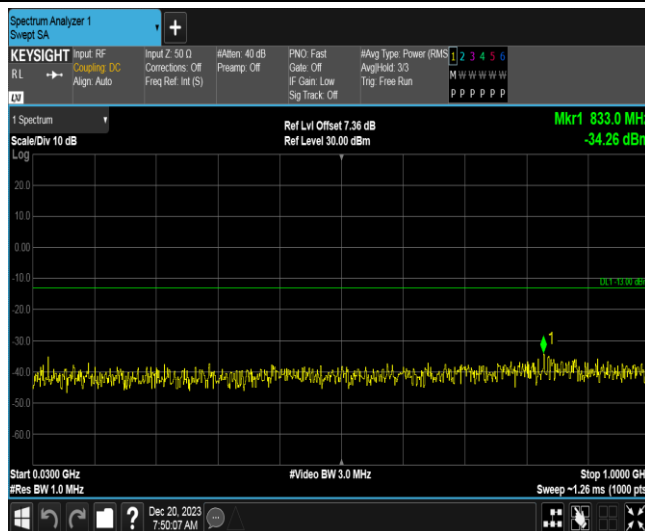 Spectrum Analyzer 1
Swept SA
+
KEYSIGHT
RL
LXI
Input: RF
Coupling: DC
Align: Auto
Input Z: 50 Ω
Corrections: Off
Freq Ref: Int (S)
#Atten: 40 dB
Preamp: Off
PNO: Fast
Gate: Off
IF Gain: Low
Sig Track: Off
#Avg Type: Power (RMS
Avg|Hold: 3/3
Trig: Free Run
1 2 3 4 5 6
M W W W W W
P P P P P P
1 Spectrum
Scale/Div 10 dB
Log
Ref Lvl Offset 7.36 dB
Ref Level 30.00 dBm
Mkr1 833.0 MHz
-34.26 dBm
20.0
10.0
0.00
-10.0
DL1 -13.00 dBm
-20.0
-30.0
1
-40.0
-50.0
-60.0
Start 0.0300 GHz
#Res BW 1.0 MHz
#Video BW 3.0 MHz
Stop 1.0000 GH
Sweep ~1.26 ms (1000 pts
?
Dec 20, 2023
7:50:07 AM